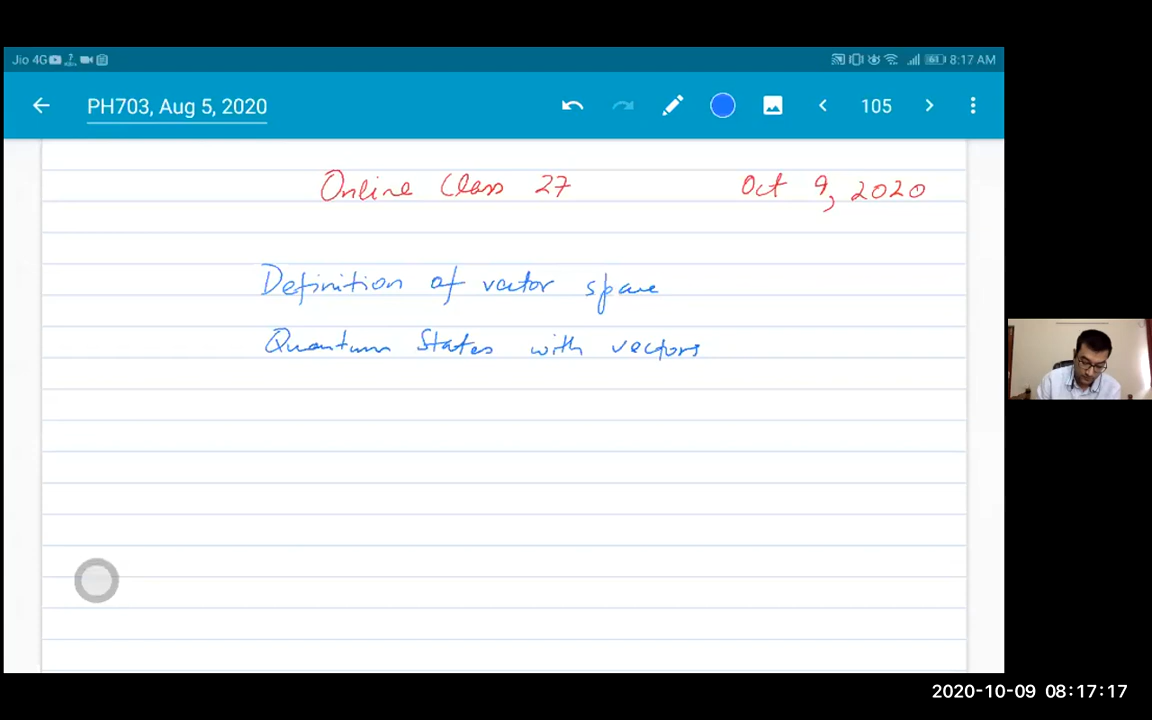 Jio 4G 61 8:17 AM
PH703, Aug 5, 2020 105
Online Class 27 Oct 9, 2020
Definition of vector space
Quantum States with vectors
2020-10-09 08:17:17